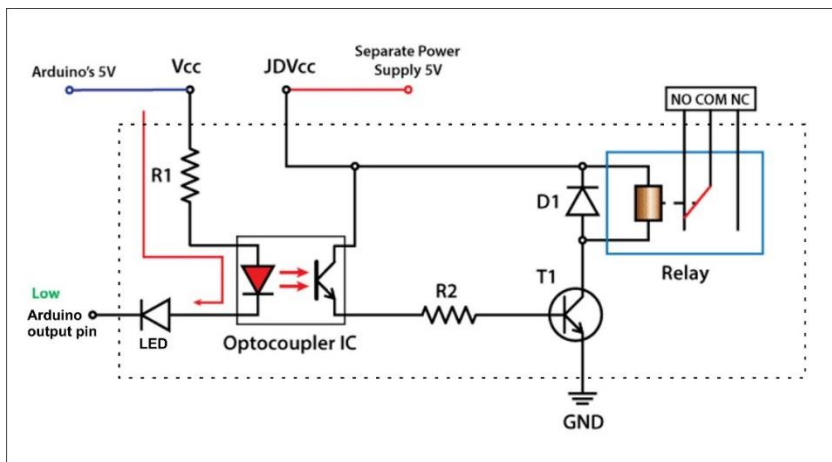 Arduino's 5V
Vcc
JDVcc
Separate Power
Supply 5V
NO COM NC
R1
D1
Relay
T1
R2
Low
Arduino
output pin
LED
Optocoupler IC
GND